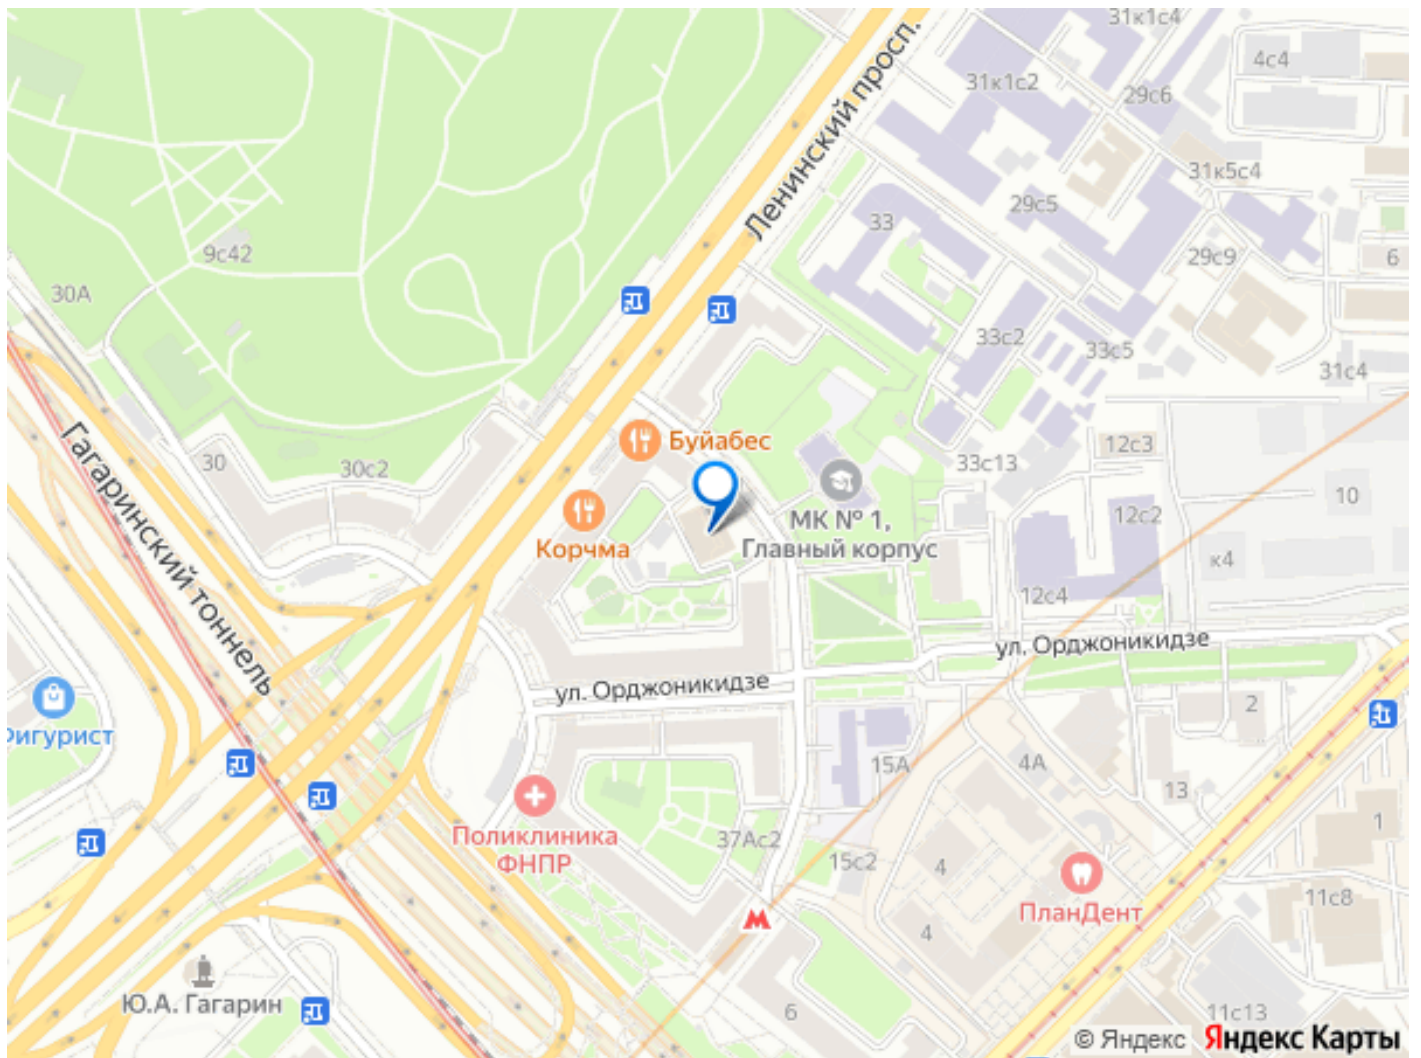 31к1с4
Ленинский просп.
4с4
31к1с2
29с6
31к5с4
29с5
33
9с42
29с9
6
30А
33с2
33с5
31с4
Буйабес
12с3
30
30с2
33с13
10
МК № 1,
Главный корпус
12с2
Корчма
к4
Гагаринский тоннель
12с4
ул. Орджоникидзе
ул. Орджоникидзе
2
Фигурист
15А
4А
13
Поликлиника
ФНПР
37Ас2
15с2
4
1
11с8
ПланДент
4
Ю.А. Гагарин
6
11с13
© Яндекс Яндекс Карты